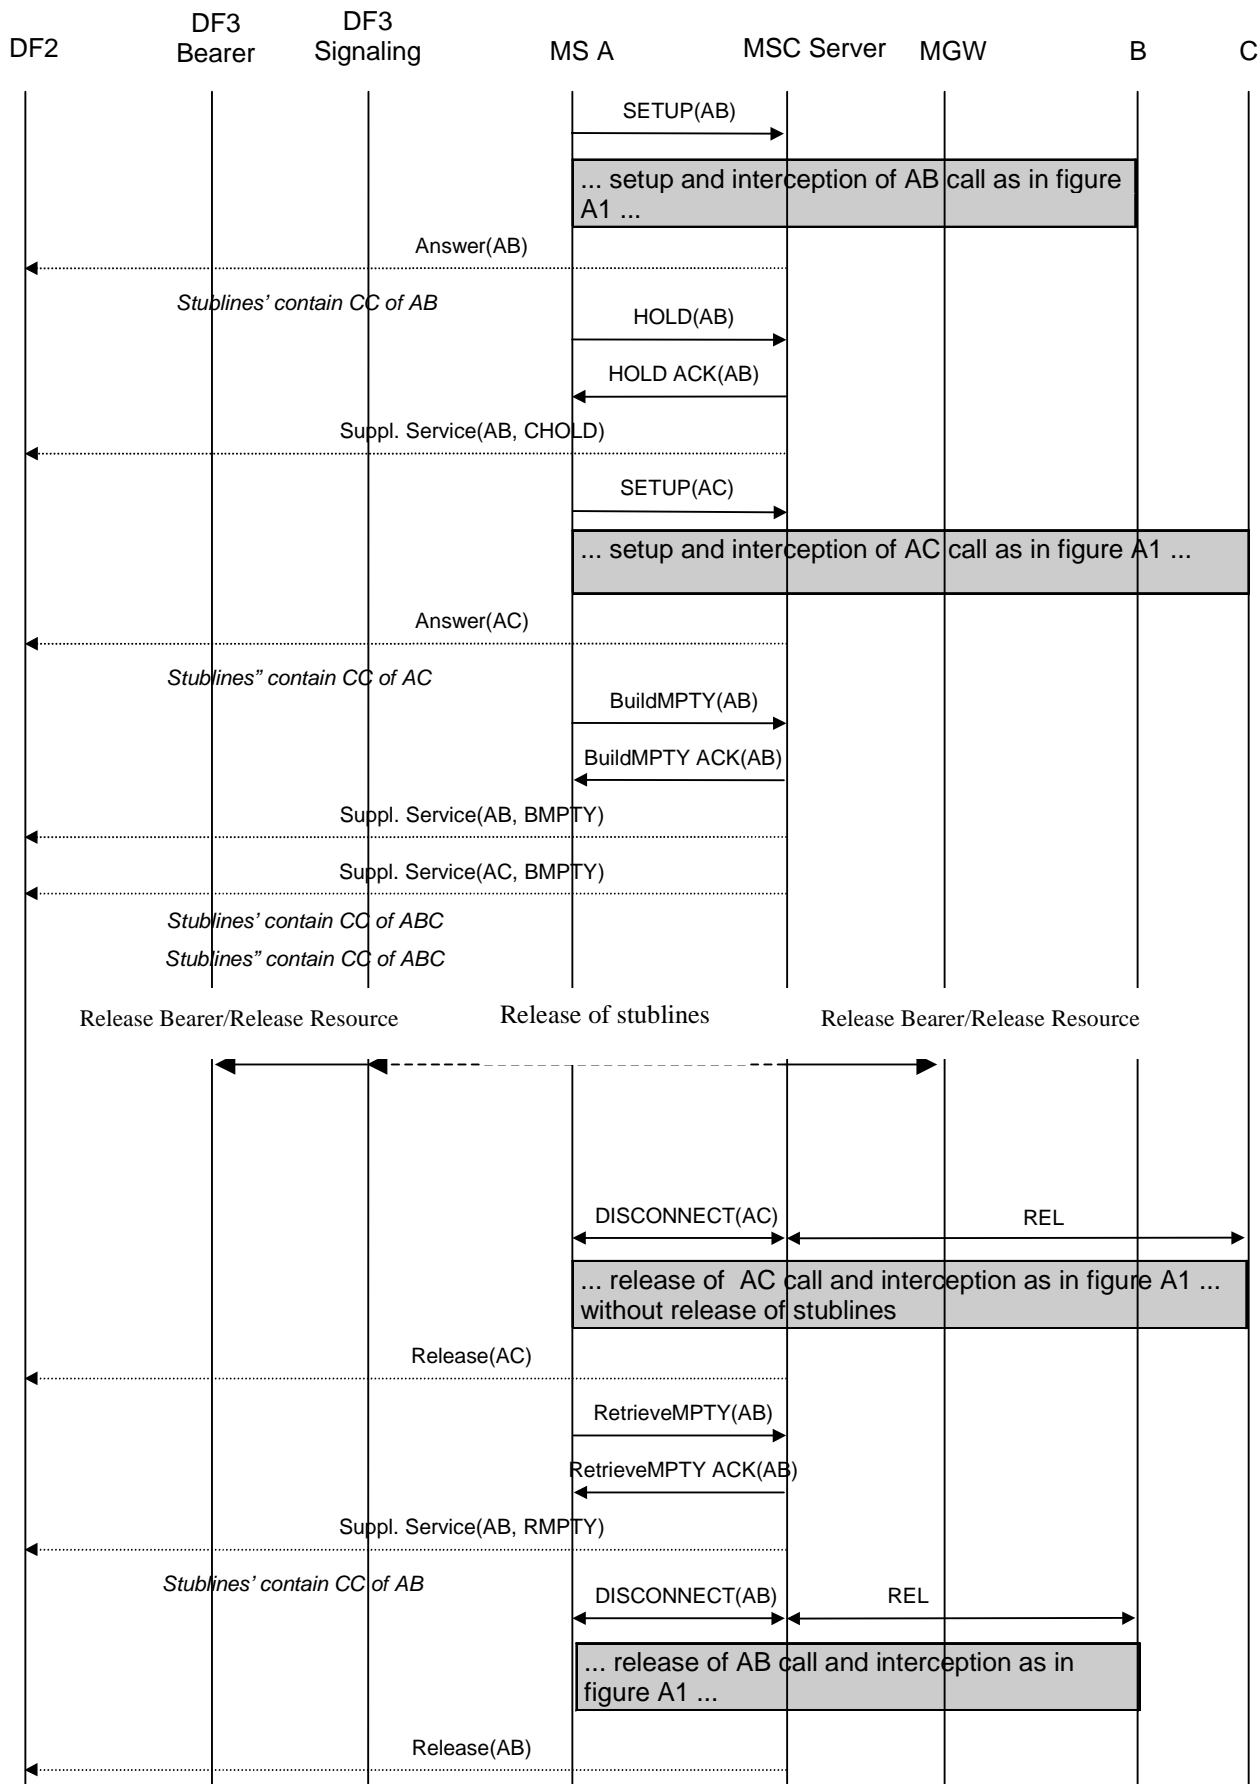 DF2
DF3
Bearer
DF3
Signaling
MS A
MSC Server
MGW
B
C
SETUP(AB)
... setup and interception of AB call as in figure
A1 ...
Answer(AB)
Stublines’ contain CC of AB
HOLD(AB)
HOLD ACK(AB)
Suppl. Service(AB, CHOLD)
SETUP(AC)
... setup and interception of AC call as in figure A1 ...
Answer(AC)
Stublines” contain CC of AC
BuildMPTY(AB)
BuildMPTY ACK(AB)
Suppl. Service(AB, BMPTY)
Suppl. Service(AC, BMPTY)
Stublines’ contain CC of ABC
Stublines” contain CC of ABC
Release Bearer/Release Resource
Release of stublines
Release Bearer/Release Resource
DISCONNECT(AC)
REL
... release of  AC call and interception as in figure A1 ...
without release of stublines
Release(AC)
RetrieveMPTY(AB)
RetrieveMPTY ACK(AB)
Suppl. Service(AB, RMPTY)
Stublines’ contain CC of AB
DISCONNECT(AB)
REL
... release of AB call and interception as in
figure A1 ...
Release(AB)